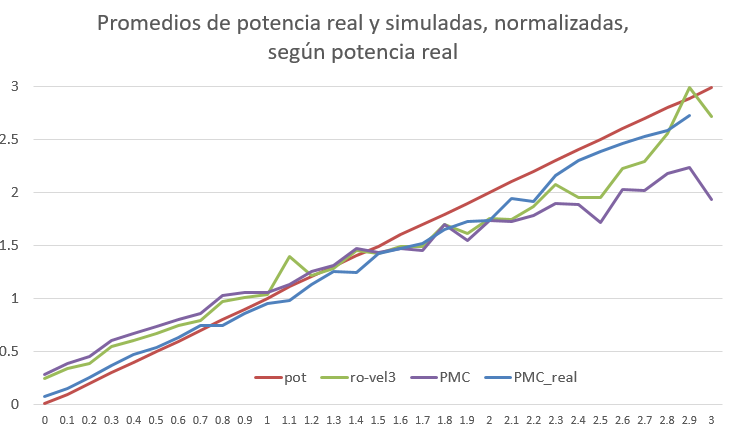 Promedios de potencia real y simuladas, normalizadas,
según potencia real
3
2.5
2
1.5
1
0.5
0
pot ro-vel3 PMC PMC_real
0 0.1 0.2 0.3 0.4 0.5 0.6 0.7 0.8 0.9 1 1.1 1.2 1.3 1.4 1.5 1.6 1.7 1.8 1.9 2 2.1 2.2 2.3 2.4 2.5 2.6 2.7 2.8 2.9 3